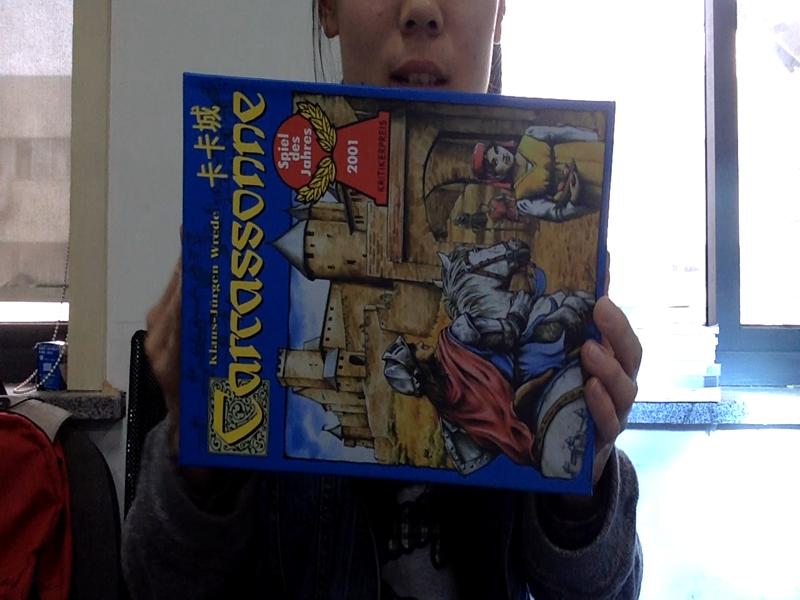 卡卡城
Klaus-Jürgen Wrede
Carcassonne
Spiel
des
Jahres
2001
KRITIKERPREIS